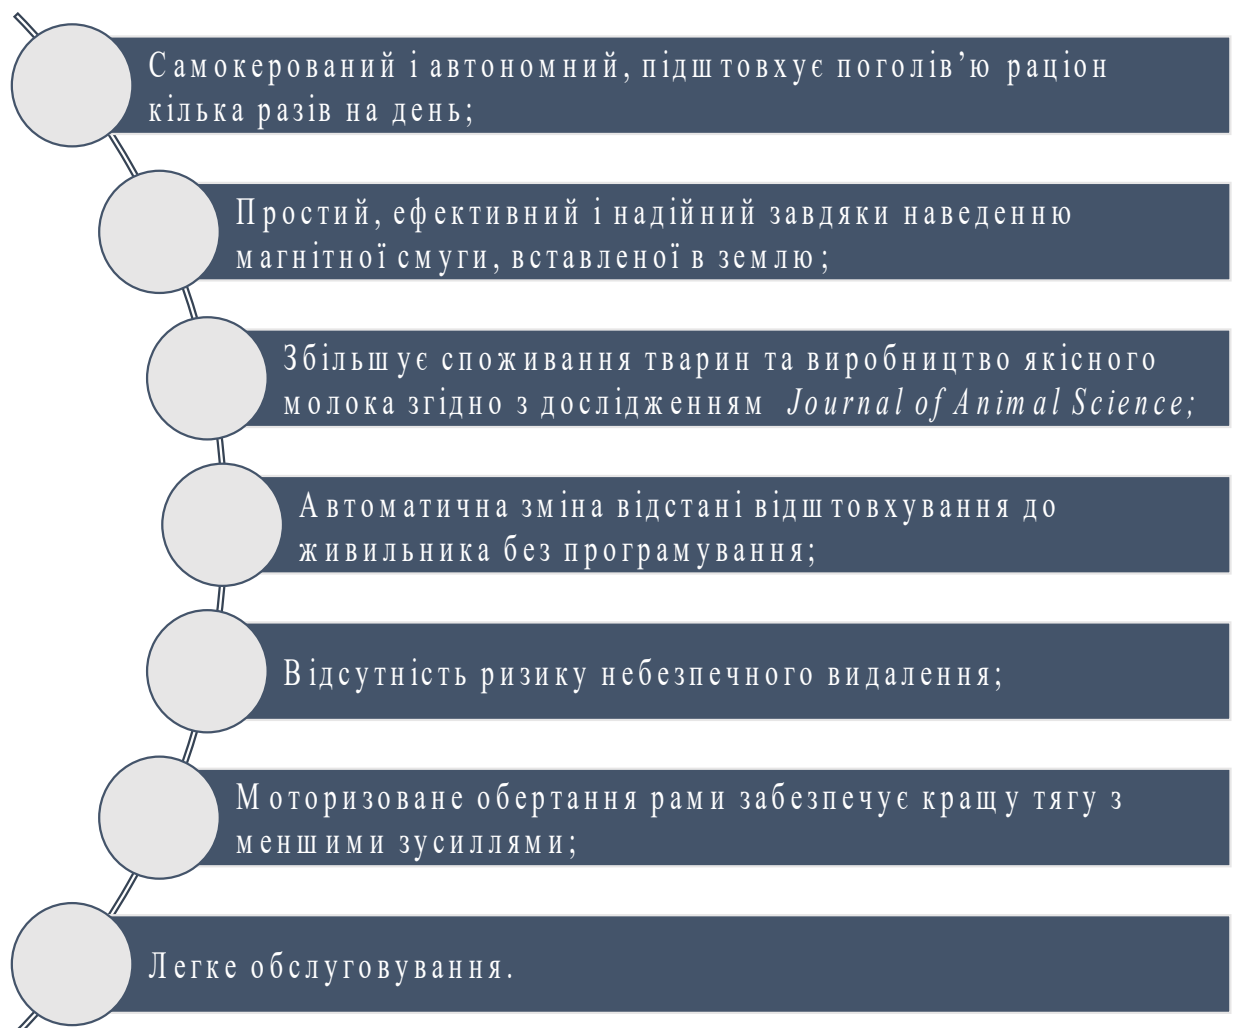 Самокерований і автономний, підштовхує поголів’ю раціон
кілька разів на день;
Простий, ефективний і надійний завдяки наведенню
магнітної смуги, вставленої в землю;
Збільшує споживання тварин та виробництво якісного
молока згідно з дослідженням Journal of Animal Science;
Автоматична зміна відстані відштовхування до
живильника без програмування;
Відсутність ризику небезпечного видалення;
Моторизоване обертання рами забезпечує кращу тягу з
меншими зусиллями;
Легке обслуговування.